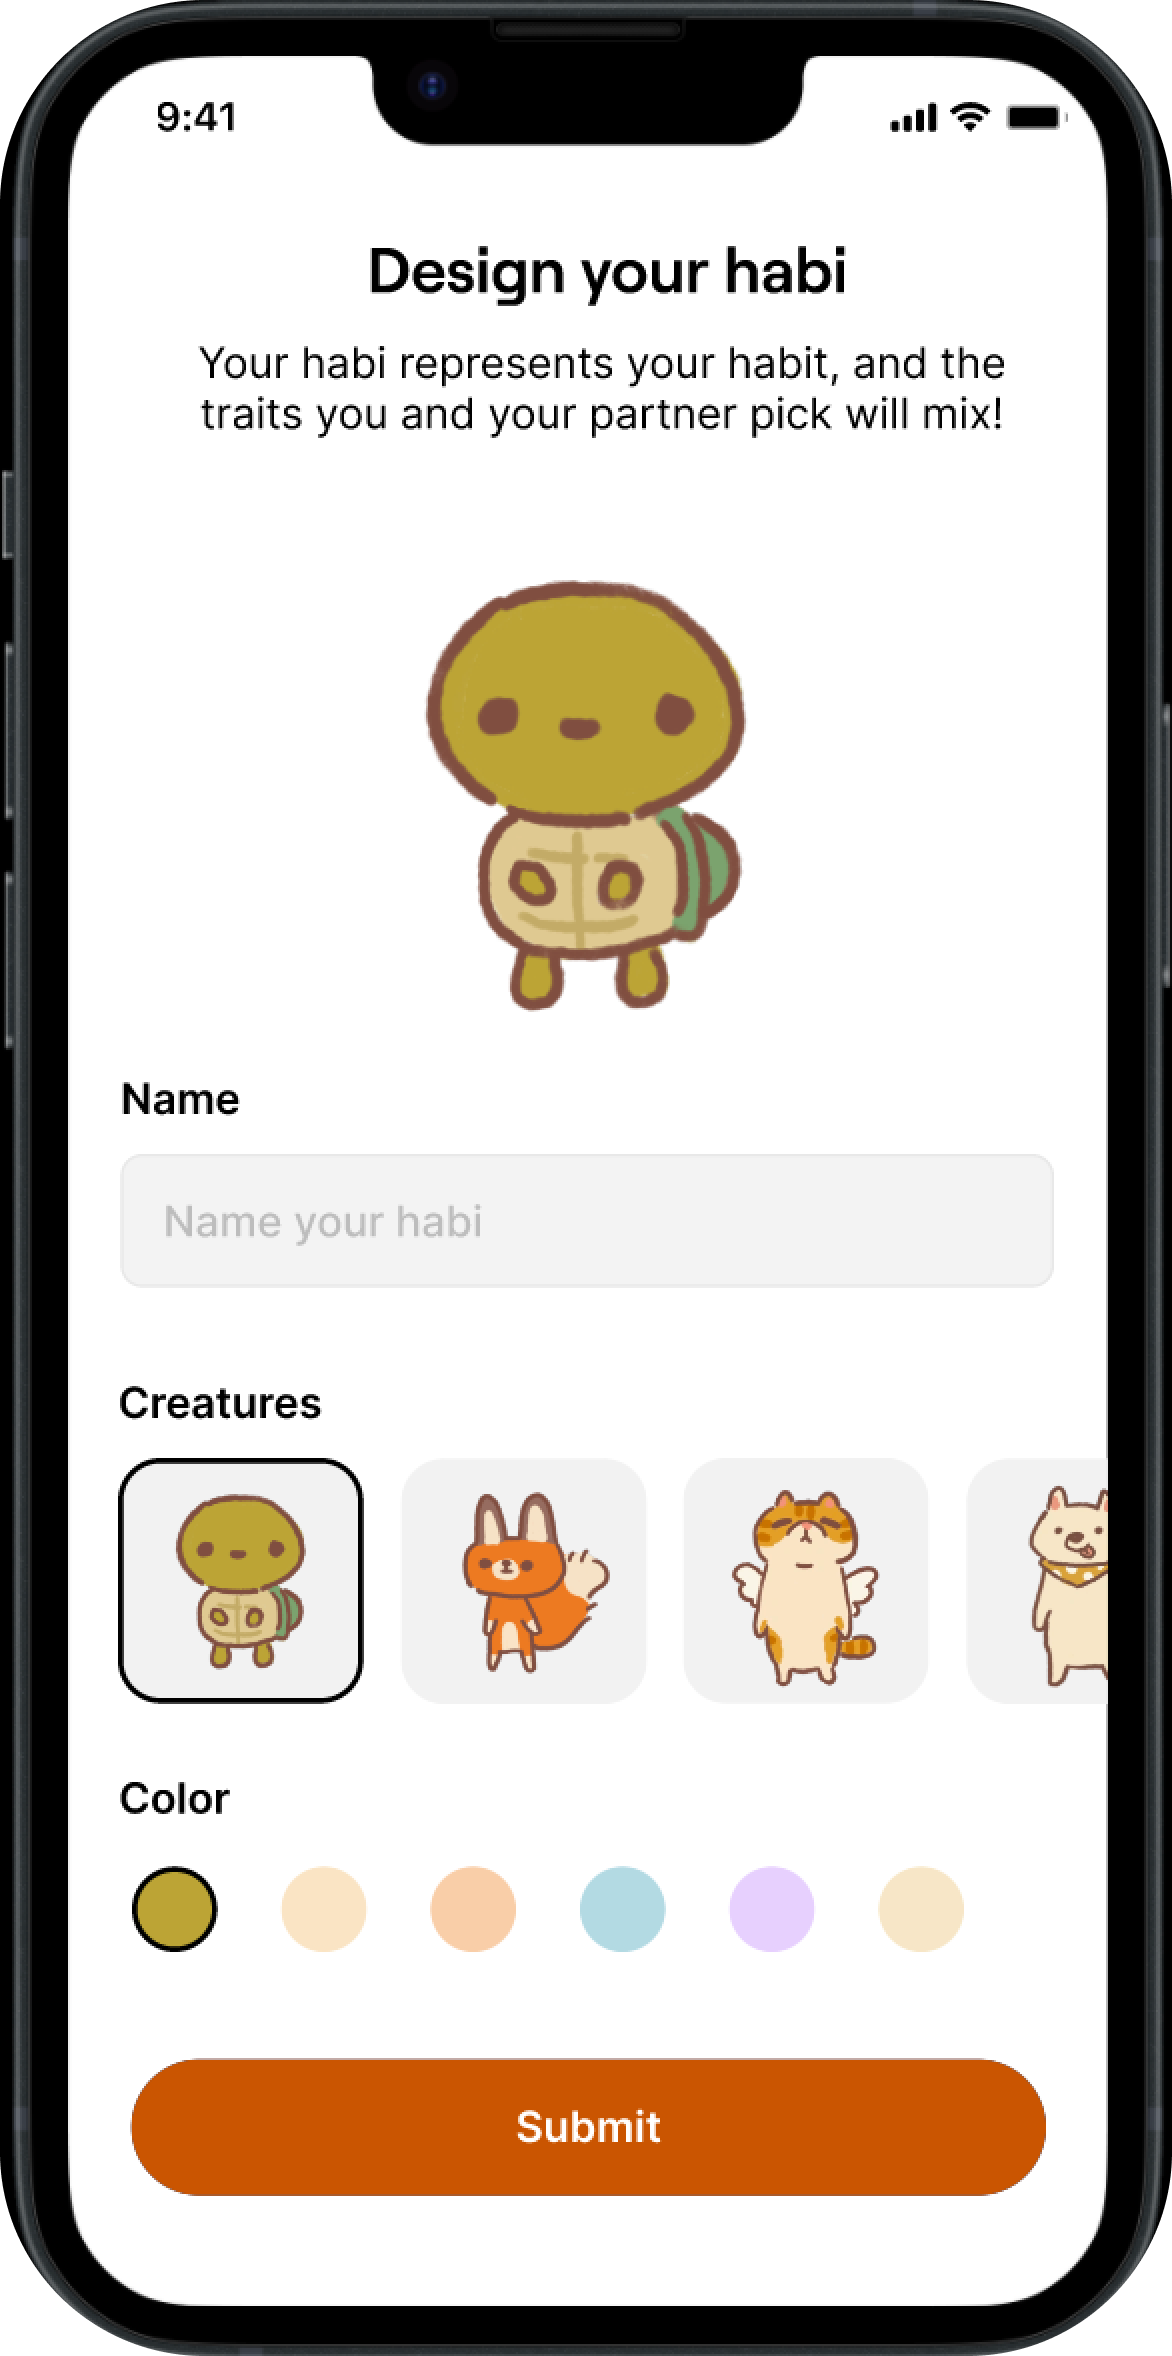 9:41
Design your habi
Your habi represents your habit, and the
traits you and your partner pick will mix!
Name
Name your habi
Creatures
Color
Submit